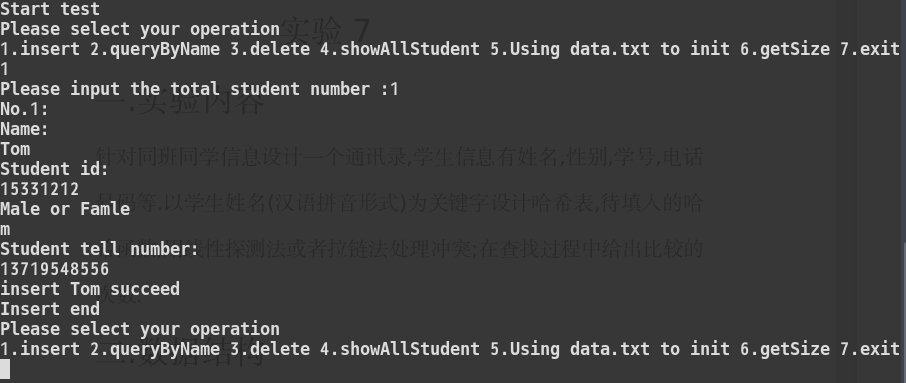 Start test
Please select your operation
1.insert 2.queryByName 3.delete 4.showAllStudent 5.Using data.txt to init 6.getSize 7.exit
1
Please input the total student number :1
No.1:
Name:
Tom
Student id:
15331212
Male or Famle
m
Student tell number:
13719548556
insert Tom succeed
Insert end
Please select your operation
1.insert 2.queryByName 3.delete 4.showAllStudent 5.Using data.txt to init 6.getSize 7.exit
实验 7
一.实验内容
针对同班同学信息设计一个通讯录,学生信息有姓名,性别,学号,电话
号码等.以学生姓名(汉语拼音形式)为关键字设计哈希表,待填入的哈
性探测法或者拉链法处理冲突;在查找过程中给出比较的
次数.
二.数据结构